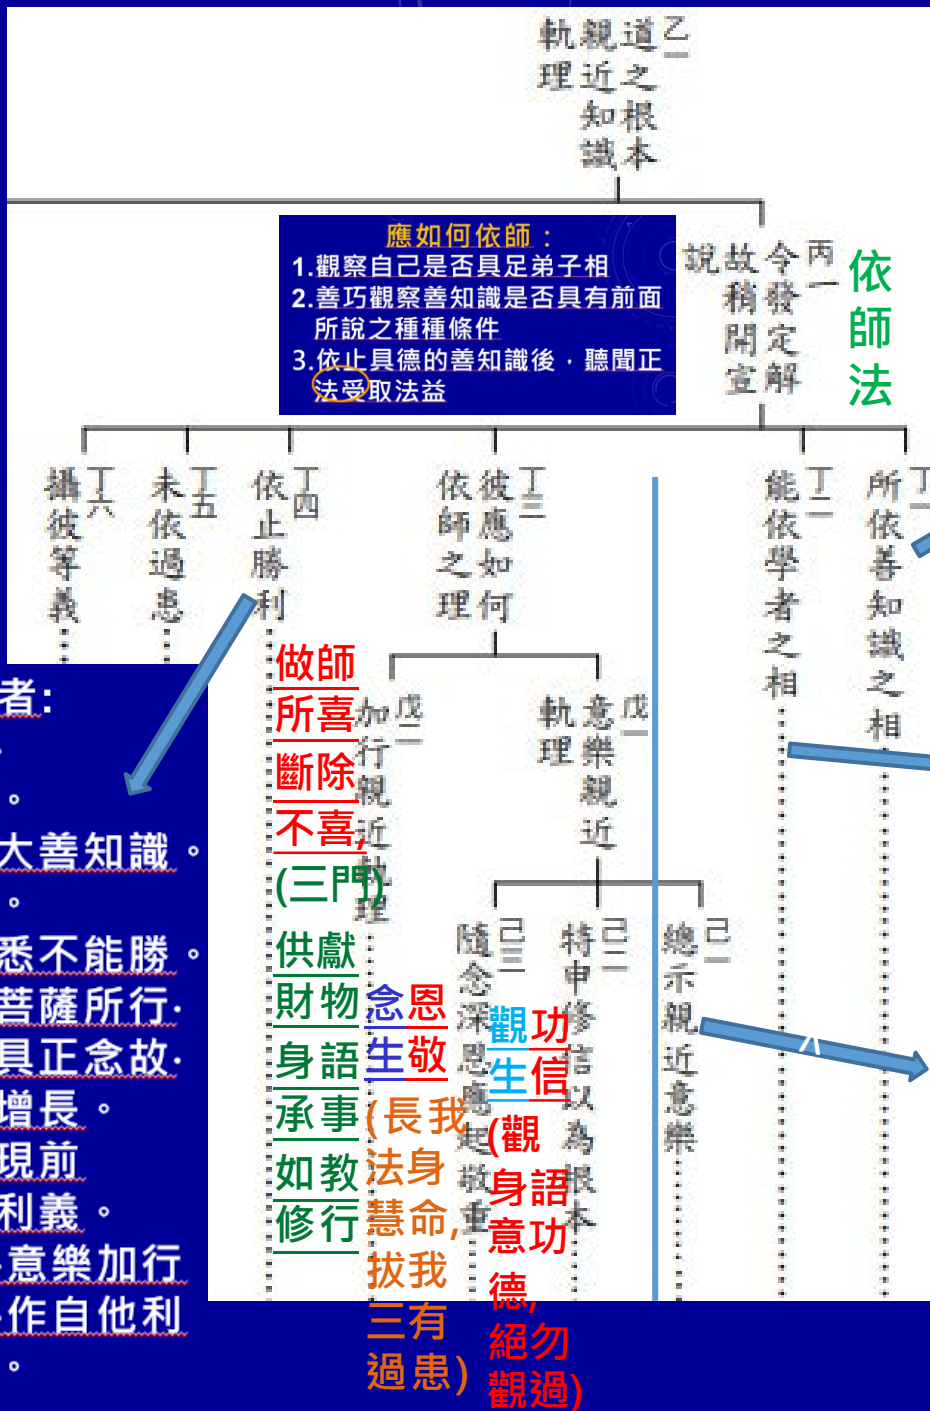 乙一
道之根本
親近知識
軌理
應如何依師：
1.觀察自己是否具足弟子相
2.善巧觀察善知識是否具有前面
所說之種種條件
3.依止具德的善知識後，聽聞正
法受取法益
丙一
令發定解
故稍開宣
說
依師法
丁一
所依善知識之相
丁二
能依學者之相
丁三
彼應如何
依師之理
丁四
依止勝利
丁五
未依過患
丁六
攝彼等義
戊一
意樂親近
軌理
戊二
加行親近軌理
己一
總示親近意樂
己二
特申修信以為根本
己三
隨念深恩應起敬重
做師
所喜
斷除
不喜,
(三門)
供獻
財物
身語
承事
如教
修行
念恩
生敬
(長我
法身
慧命,
拔我
三有
過患)
觀功
生信
(觀
身語
意功
德,
絕勿
觀過)
者:
。
。
大善知識。
。
悉不能勝。
菩薩所行.
具正念故.
增長。
現前
利義。
意樂加行
作自他利
。